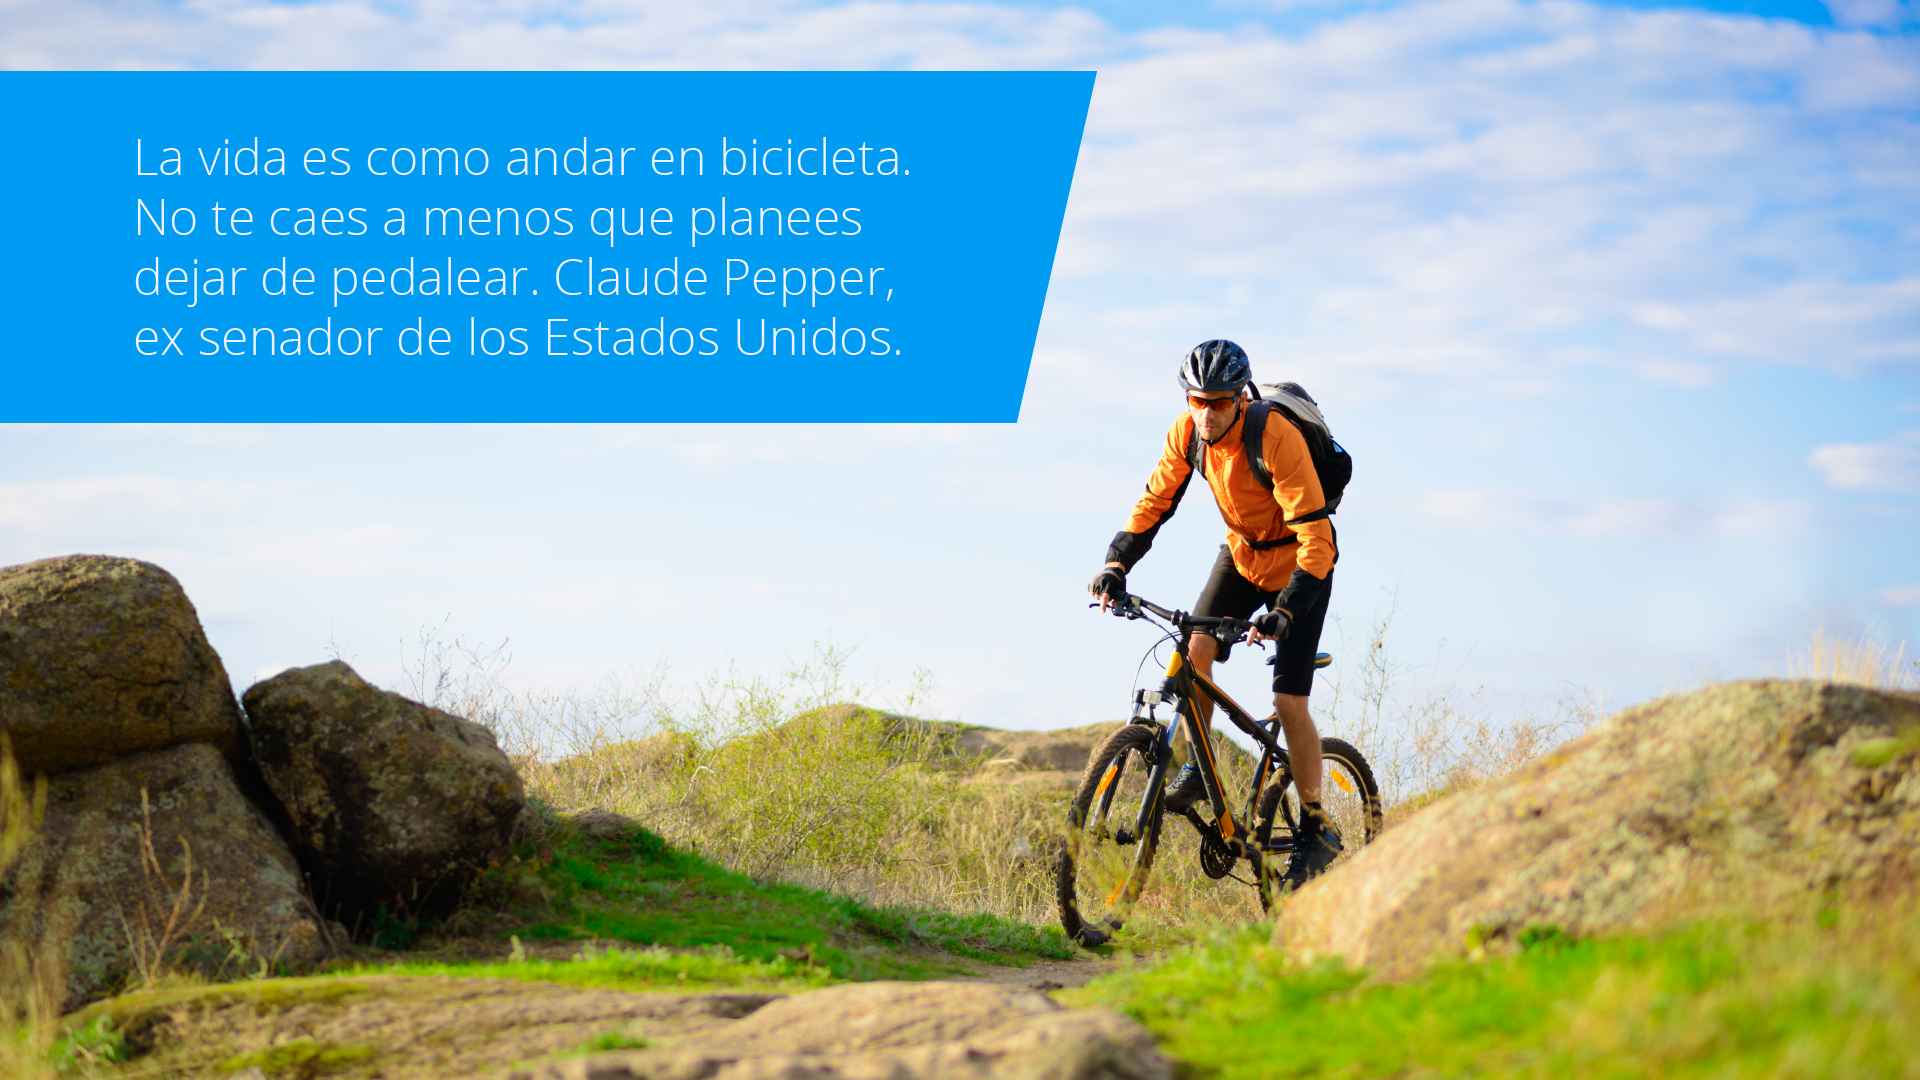 La vida es como andar en bicicleta.
No te caes a menos que planees
dejar de pedalear. Claude Pepper,
ex senador de los Estados Unidos.